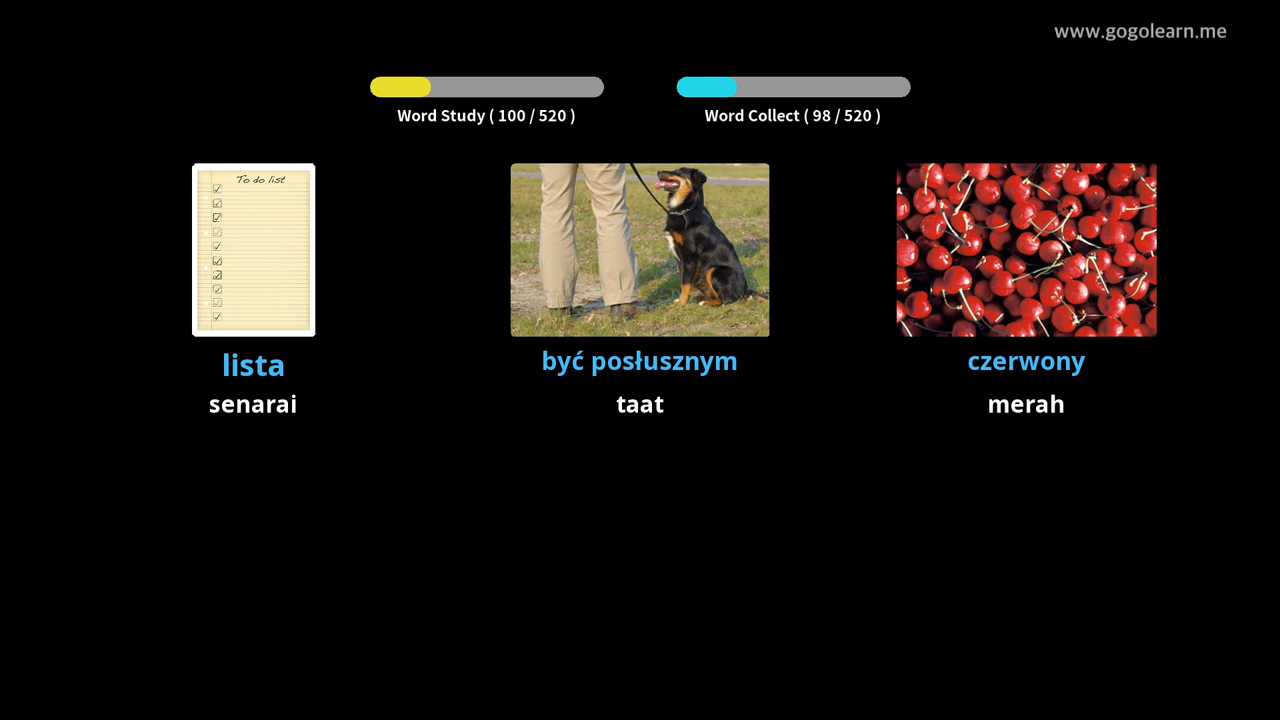 www.gogolearn.me
Word Study ( 100 / 520 )
Word Collect ( 98 / 520 )
To do list
lista
być posłusznym
czerwony
senarai
taat
merah